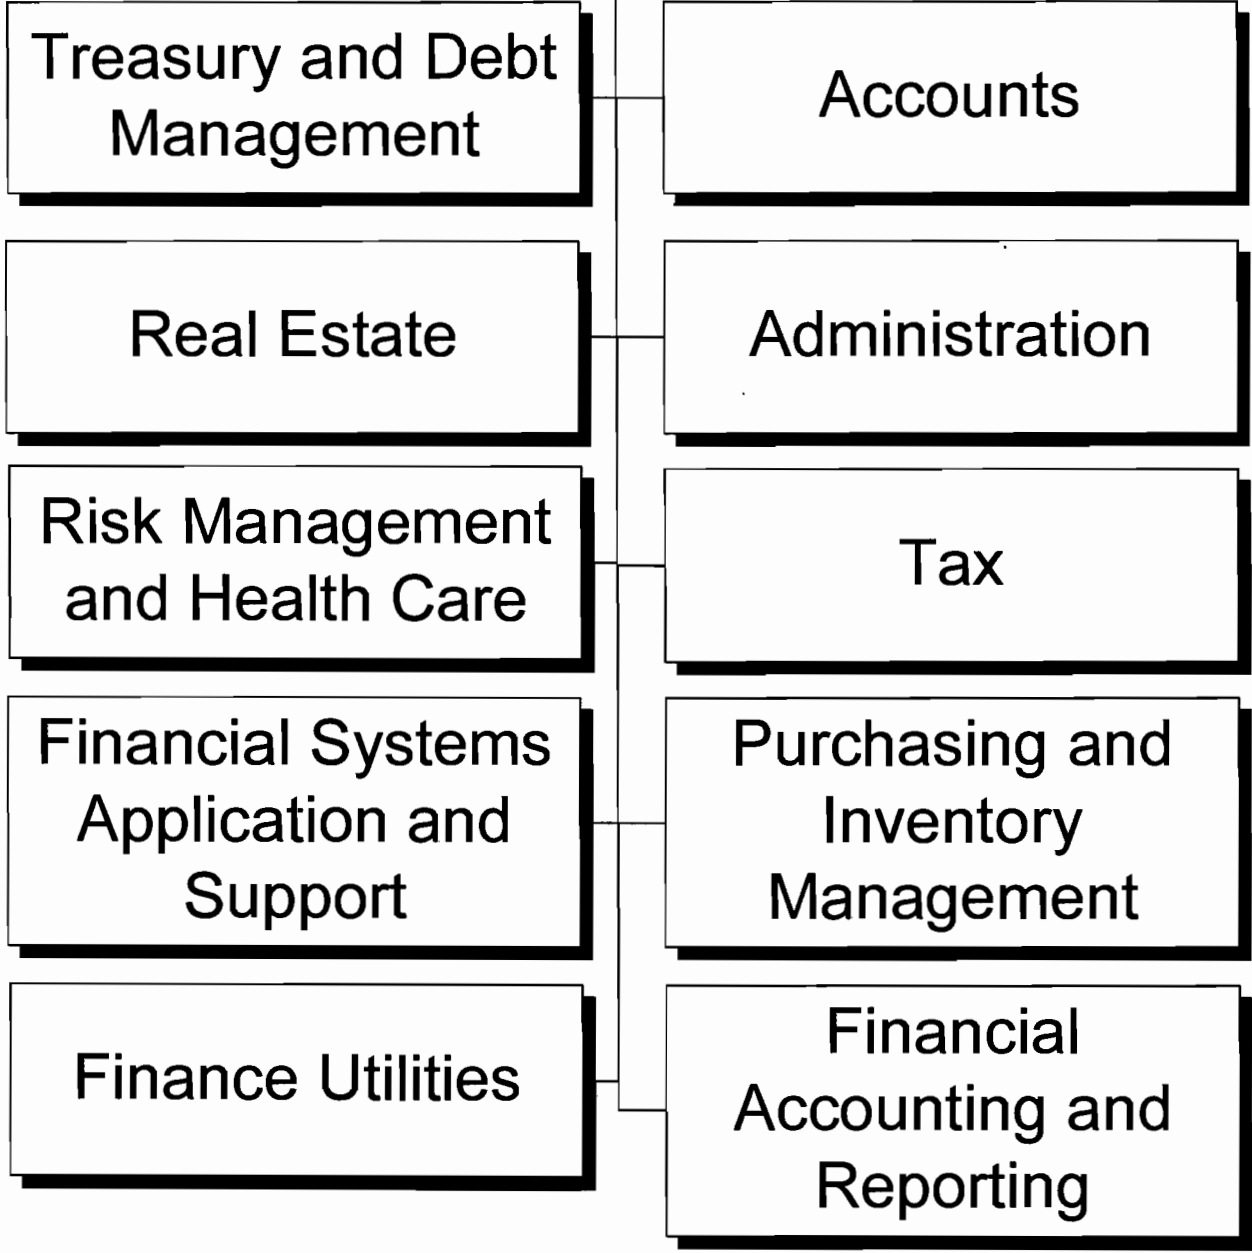 Treasury and Debt
Management
Accounts
Real Estate
Administration
Risk Management
and Health Care
Tax
Financial Systems
Application and
Support
Purchasing and
Inventory
Management
Finance Utilities
Financial
Accounting and
Reporting